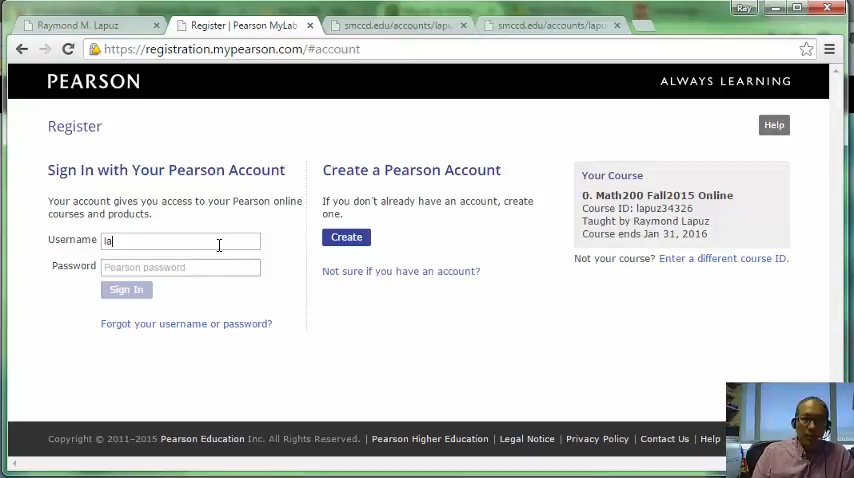 Ray
Raymond M. Lapuz
Register | Pearson MyLab
smccd.edu/accounts/lapu
smccd.edu/accounts/lapu
https://registration.mypearson.com/#account
PEARSON
ALWAYS LEARNING
Register
Help
Sign In with Your Pearson Account
Your account gives you access to your Pearson online
courses and products.
Username
la
Password
Pearson password
Sign In
Forgot your username or password?
Create a Pearson Account
If you don't already have an account, create
one.
Create
Not sure if you have an account?
Your Course
0. Math200 Fall2015 Online
Course ID: lapuz34326
Taught by Raymond Lapuz
Course ends Jan 31, 2016
Not your course? Enter a different course ID.
Copyright © 2011–2015 Pearson Education Inc. All Rights Reserved. | Pearson Higher Education | Legal Notice | Privacy Policy | Contact Us | Help